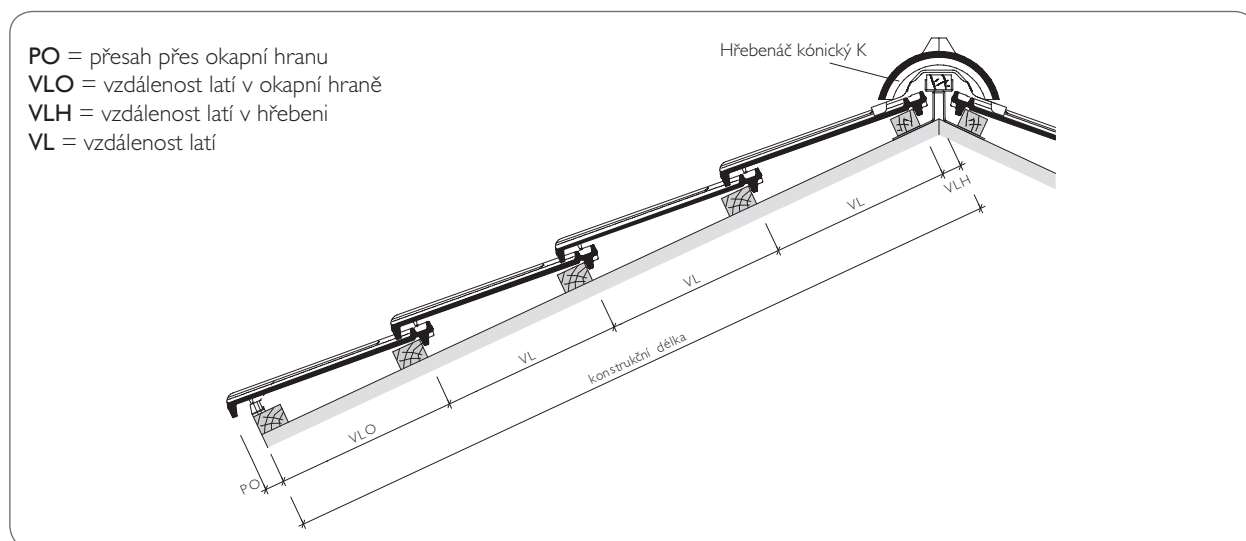 PO = přesah přes okapní hranu
VLO = vzdálenost latí v okapní hraně
VLH = vzdálenost latí v hřebeni
VL = vzdálenost latí
Hřebenáč kónický K
VLH
VL
VL
VL
konstrukční délka
VLO
PO